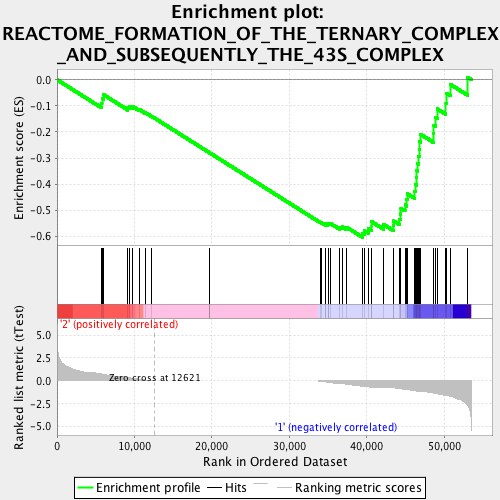 Enrichment plot:
REACTOME_FORMATION_OF_THE_TERNARY_COMPLEX
_AND_SUBSEQUENTLY_THE_43S_COMPLEX
Enrichment score (ES)
0.0
-0.1
-0.2
-0.3
-0.4
-0.5
-0.6
'2' (positively correlated)
Ranked list metric (tTest)
5.0
2.5
0.0
-2.5
-5.0
Zero cross at 12621
'1' (negatively correlated)
0
10,000
20,000
30,000
40,000
50,000
Rank in Ordered Dataset
Enrichment profile
Hits
Ranking metric scores